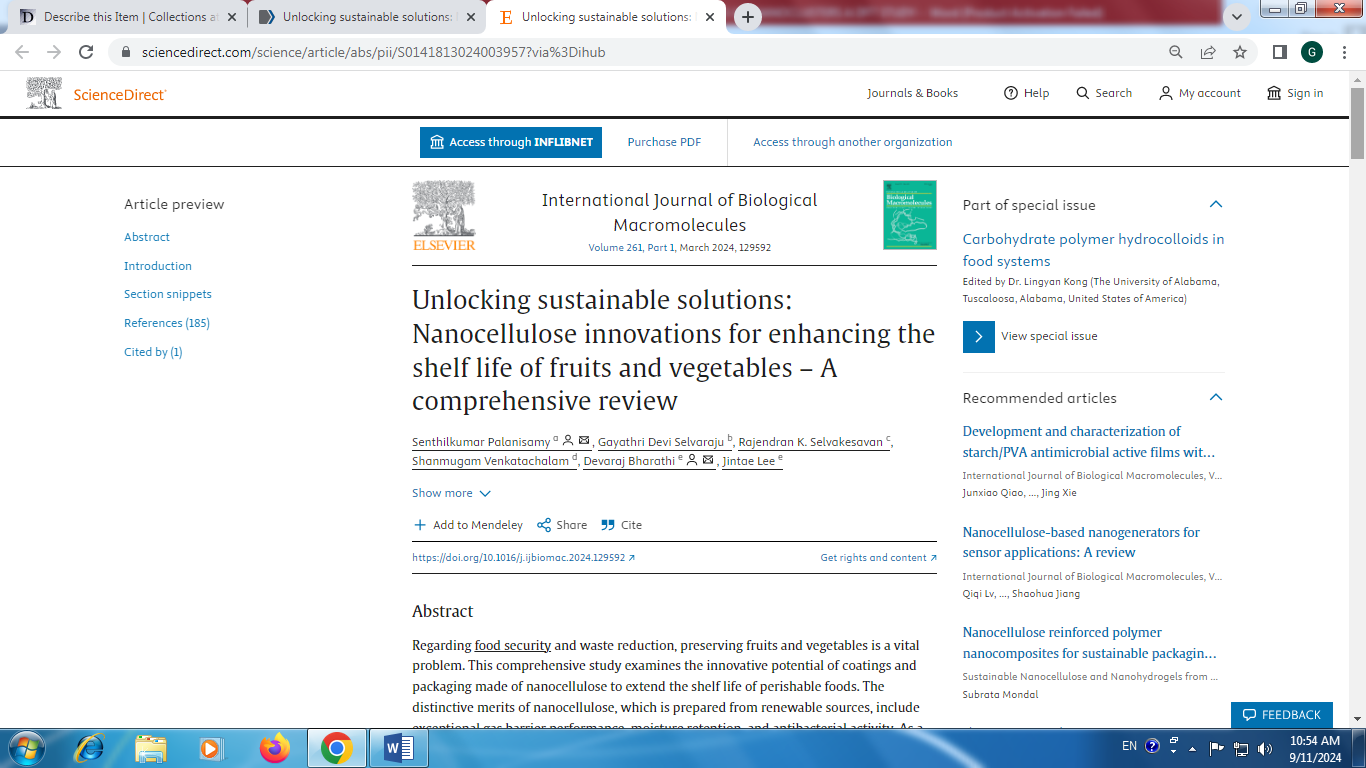 Describe this Item | Collections a
Unlocking sustainable solutions:
Unlocking sustainable solutions:
sciencedirect.com/science/article/abs/pii/S0141813024003957?via%3Dihub
G
ScienceDirect
Journals & Books
Help
Search
My account
Sign in
Access through INFLIBNET
Purchase PDF
Access through another organization
Article preview
Abstract
Introduction
Section snippets
References (185)
Cited by (1)
ELSEVIER
International Journal of Biological
Macromolecules
Volume 261, Part 1, March 2024, 129592
Biological
Macromolecules
Unlocking sustainable solutions:
Nanocellulose innovations for enhancing the
shelf life of fruits and vegetables – A
comprehensive review
Senthilkumar Palanisamy a, Gayathri Devi Selvaraju b, Rajendran K. Selvakesavan c,
Shanmugam Venkatachalam d, Devaraj Bharathi e, Jintae Lee e
Show more
Add to Mendeley
Share
Cite
https://doi.org/10.1016/j.ijbiomac.2024.129592
Get rights and content
Abstract
Regarding food security and waste reduction, preserving fruits and vegetables is a vital
problem. This comprehensive study examines the innovative potential of coatings and
packaging made of nanocellulose to extend the shelf life of perishable foods. The
distinctive merits of nanocellulose, which is prepared from renewable sources, include
exceptional gas barrier performance, moisture retention, and antibacterial activity. As a
Part of special issue
Carbohydrate polymer hydrocolloids in
food systems
Edited by Dr. Lingyan Kong (The University of Alabama,
Tuscaloosa, Alabama, United States of America)
View special issue
Recommended articles
Development and characterization of
starch/PVA antimicrobial active films wit...
International Journal of Biological Macromolecules, V...
Junxiao Qiao, ..., Jing Xie
Nanocellulose-based nanogenerators for
sensor applications: A review
International Journal of Biological Macromolecules, V...
Qiqi Lv, ..., Shaohua Jiang
Nanocellulose reinforced polymer
nanocomposites for sustainable packagin...
Sustainable Nanocellulose and Nanohydrogels from ...
Subrata Mondal
FEEDBACK
EN
10:54 AM
9/11/2024